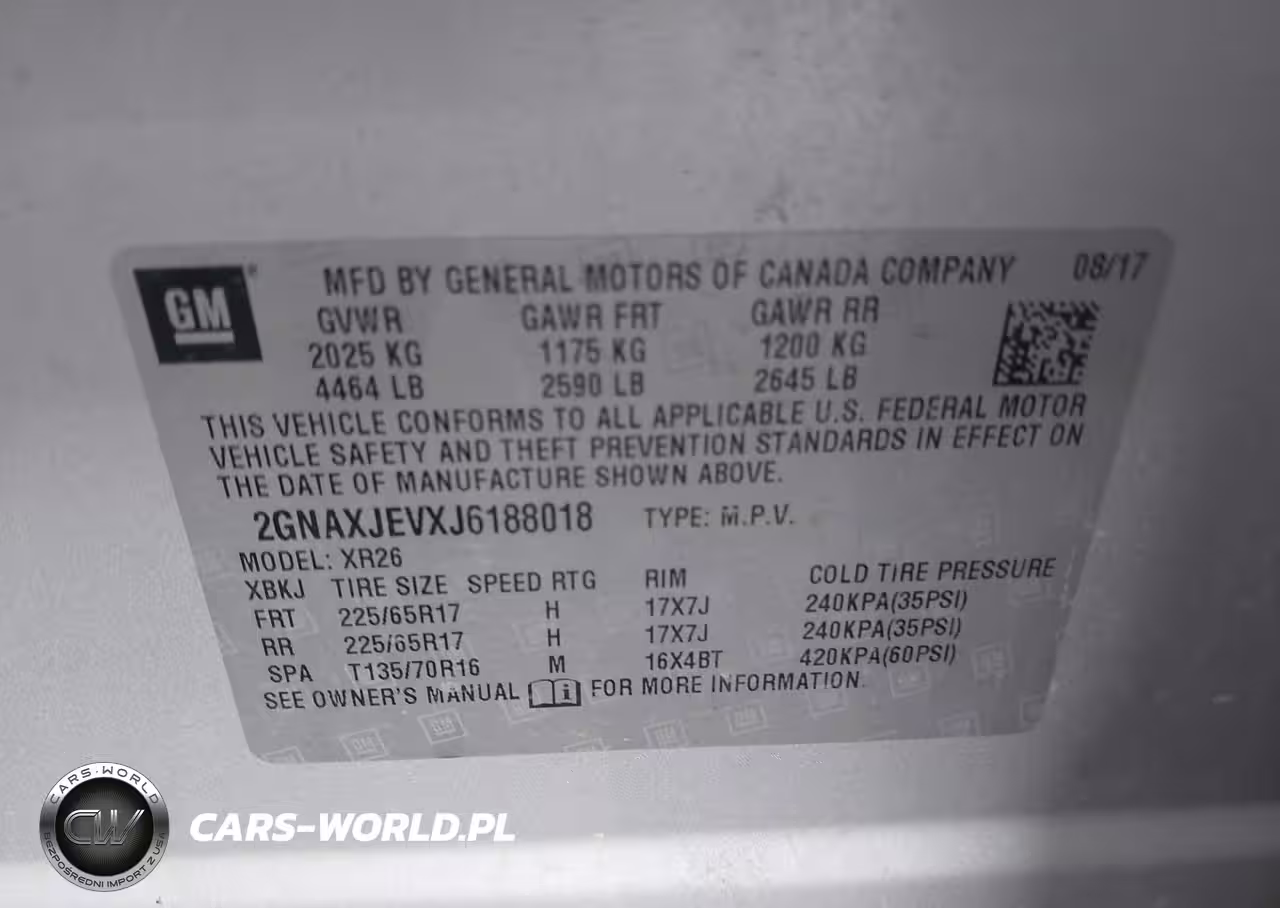 GM
MFD BY GENERAL MOTORS OF CANADA COMPANY 08/17
GVWR GAWR FRT GAWR RR
2025 KG 1175 KG 1200 KG
4464 LB 2590 LB 2645 LB
THIS VEHICLE CONFORMS TO ALL APPLICABLE U.S. FEDERAL MOTOR
VEHICLE SAFETY AND THEFT PREVENTION STANDARDS IN EFFECT ON
THE DATE OF MANUFACTURE SHOWN ABOVE.
2GNAXJEVXJ6188018 TYPE: M.P.V.
MODEL: XR26
XBKJ TIRE SIZE SPEED RTG RIM COLD TIRE PRESSURE
FRT 225/65R17 H 17X7J 240KPA(35PSI)
RR 225/65R17 H 17X7J 240KPA(35PSI)
SPA T135/70R16 M 16X4BT 420KPA(60PSI)
SEE OWNER'S MANUAL FOR MORE INFORMATION.
CARS-WORLD
CW
BEZPOŚREDNI IMPORT Z USA
CARS-WORLD.PL